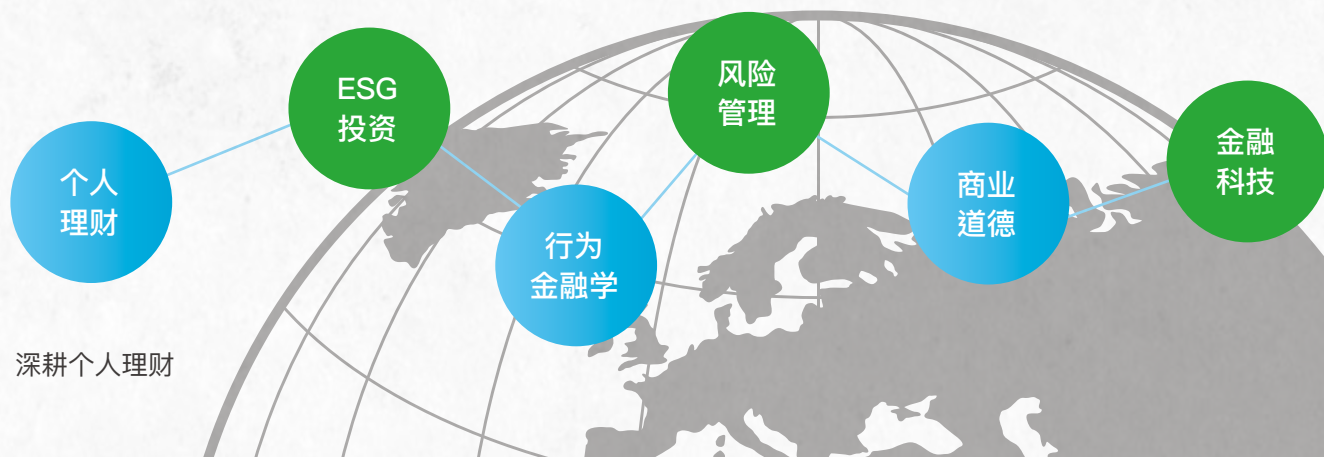 个人
理财
ESG
投资
行为
金融学
风险
管理
商业
道德
金融
科技
深耕个人理财